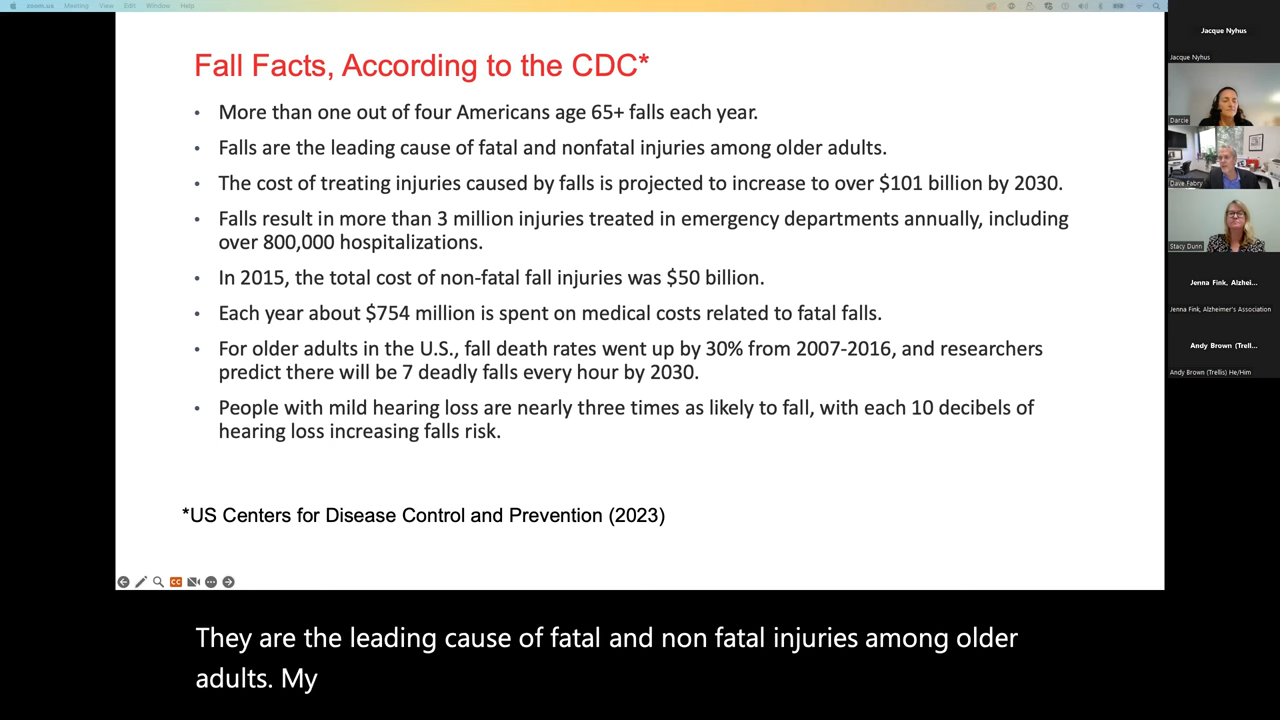 zoom.us Meeting View Edit Window Help
Fall Facts, According to the CDC*
• More than one out of four Americans age 65+ falls each year.
• Falls are the leading cause of fatal and nonfatal injuries among older adults.
• The cost of treating injuries caused by falls is projected to increase to over $101 billion by 2030.
• Falls result in more than 3 million injuries treated in emergency departments annually, including
over 800,000 hospitalizations.
• In 2015, the total cost of non-fatal fall injuries was $50 billion.
• Each year about $754 million is spent on medical costs related to fatal falls.
• For older adults in the U.S., fall death rates went up by 30% from 2007-2016, and researchers
predict there will be 7 deadly falls every hour by 2030.
• People with mild hearing loss are nearly three times as likely to fall, with each 10 decibels of
hearing loss increasing falls risk.
*US Centers for Disease Control and Prevention (2023)
CC
They are the leading cause of fatal and non fatal injuries among older
adults. My
Jacque Nyhus
Jacque Nyhus
Darcie
Dave Fabry
Stacy Dunn
Jenna Fink, Alzhei...
Jenna Fink, Alzheimer's Association
Andy Brown (Trell...
Andy Brown (Trellis) He/Him